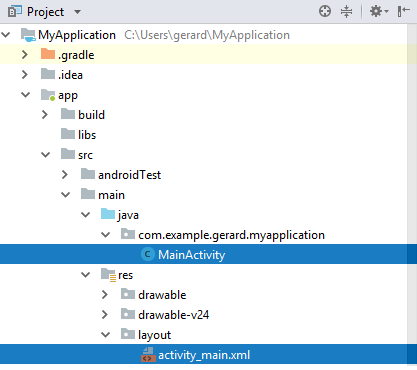 Project
MyApplication C:\Users\gerard\MyApplication
.gradle
.idea
app
build
libs
src
androidTest
main
java
com.example.gerard.myapplication
C MainActivity
res
drawable
drawable-v24
layout
activity_main.xml